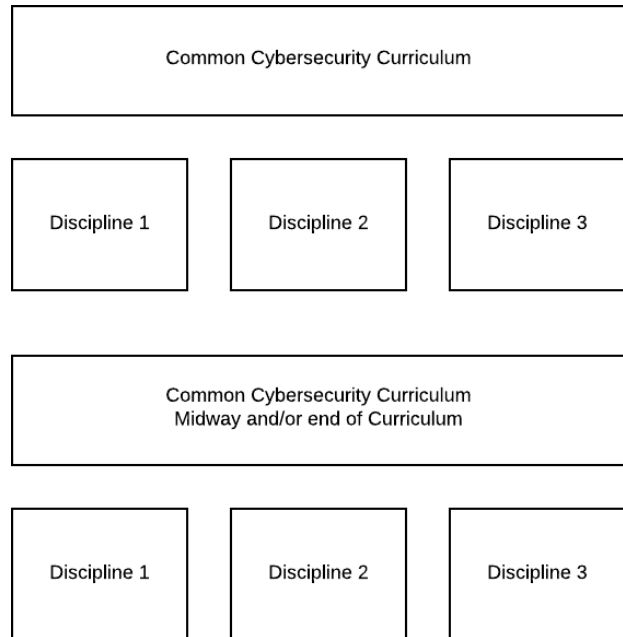 Common Cybersecurity Curriculum
Discipline 1
Discipline 2
Discipline 3
Common Cybersecurity Curriculum
Midway and/or end of Curriculum
Discipline 1
Discipline 2
Discipline 3